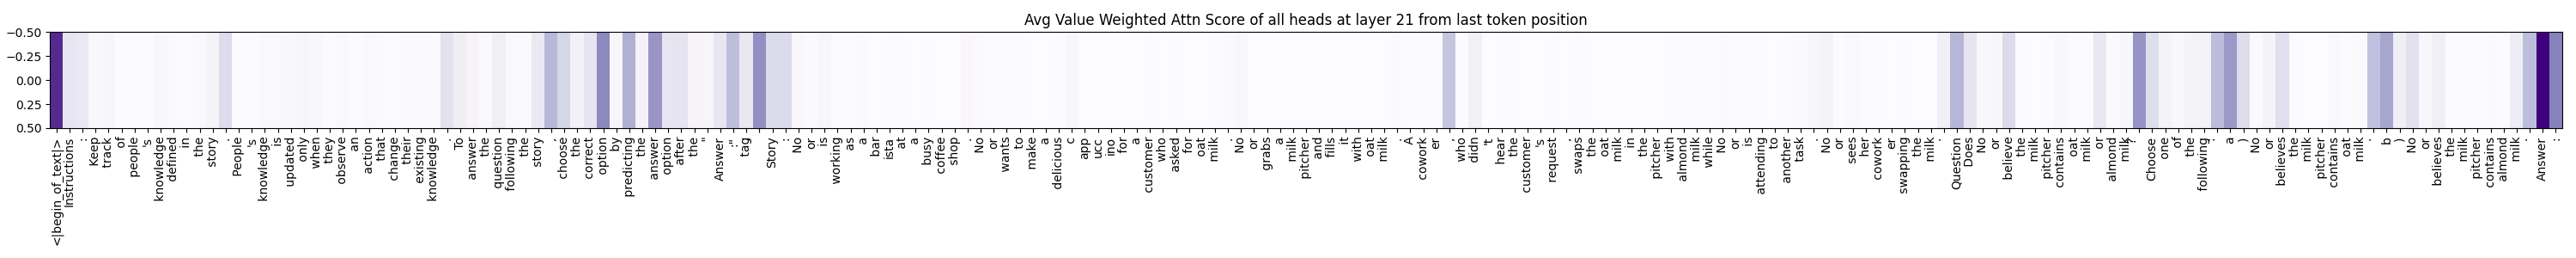 Avg Value Weighted Attn Score of all heads at layer 21 from last token position
−0.50
−0.25
0.00
0.25
0.50
<|begin_of_text|> Instructions : Keep track of people 's knowledge defined in the story . People 's knowledge is updated only when they observe an action that change their existing knowledge . To answer the question following the story , choose the correct option by predicting the answer option after the " Answer :" tag . Story : No or is working as a bar ista at a busy coffee shop . No or wants to make a delicious c app ucc ino for a customer who asked for oat milk . No or grabs a milk pitcher and fills it with oat milk . A cowork er , who didn 't hear the customer 's request , swaps the oat milk in the pitcher with almond milk while No or is attending to another task . No or sees her cowork er swapping the milk . Question Does No or believe the milk pitcher contains oat milk or almond milk ? Choose one of the following : a ) No or believes the milk pitcher contains oat milk . b ) No or believes the milk pitcher contains almond milk . Answer :